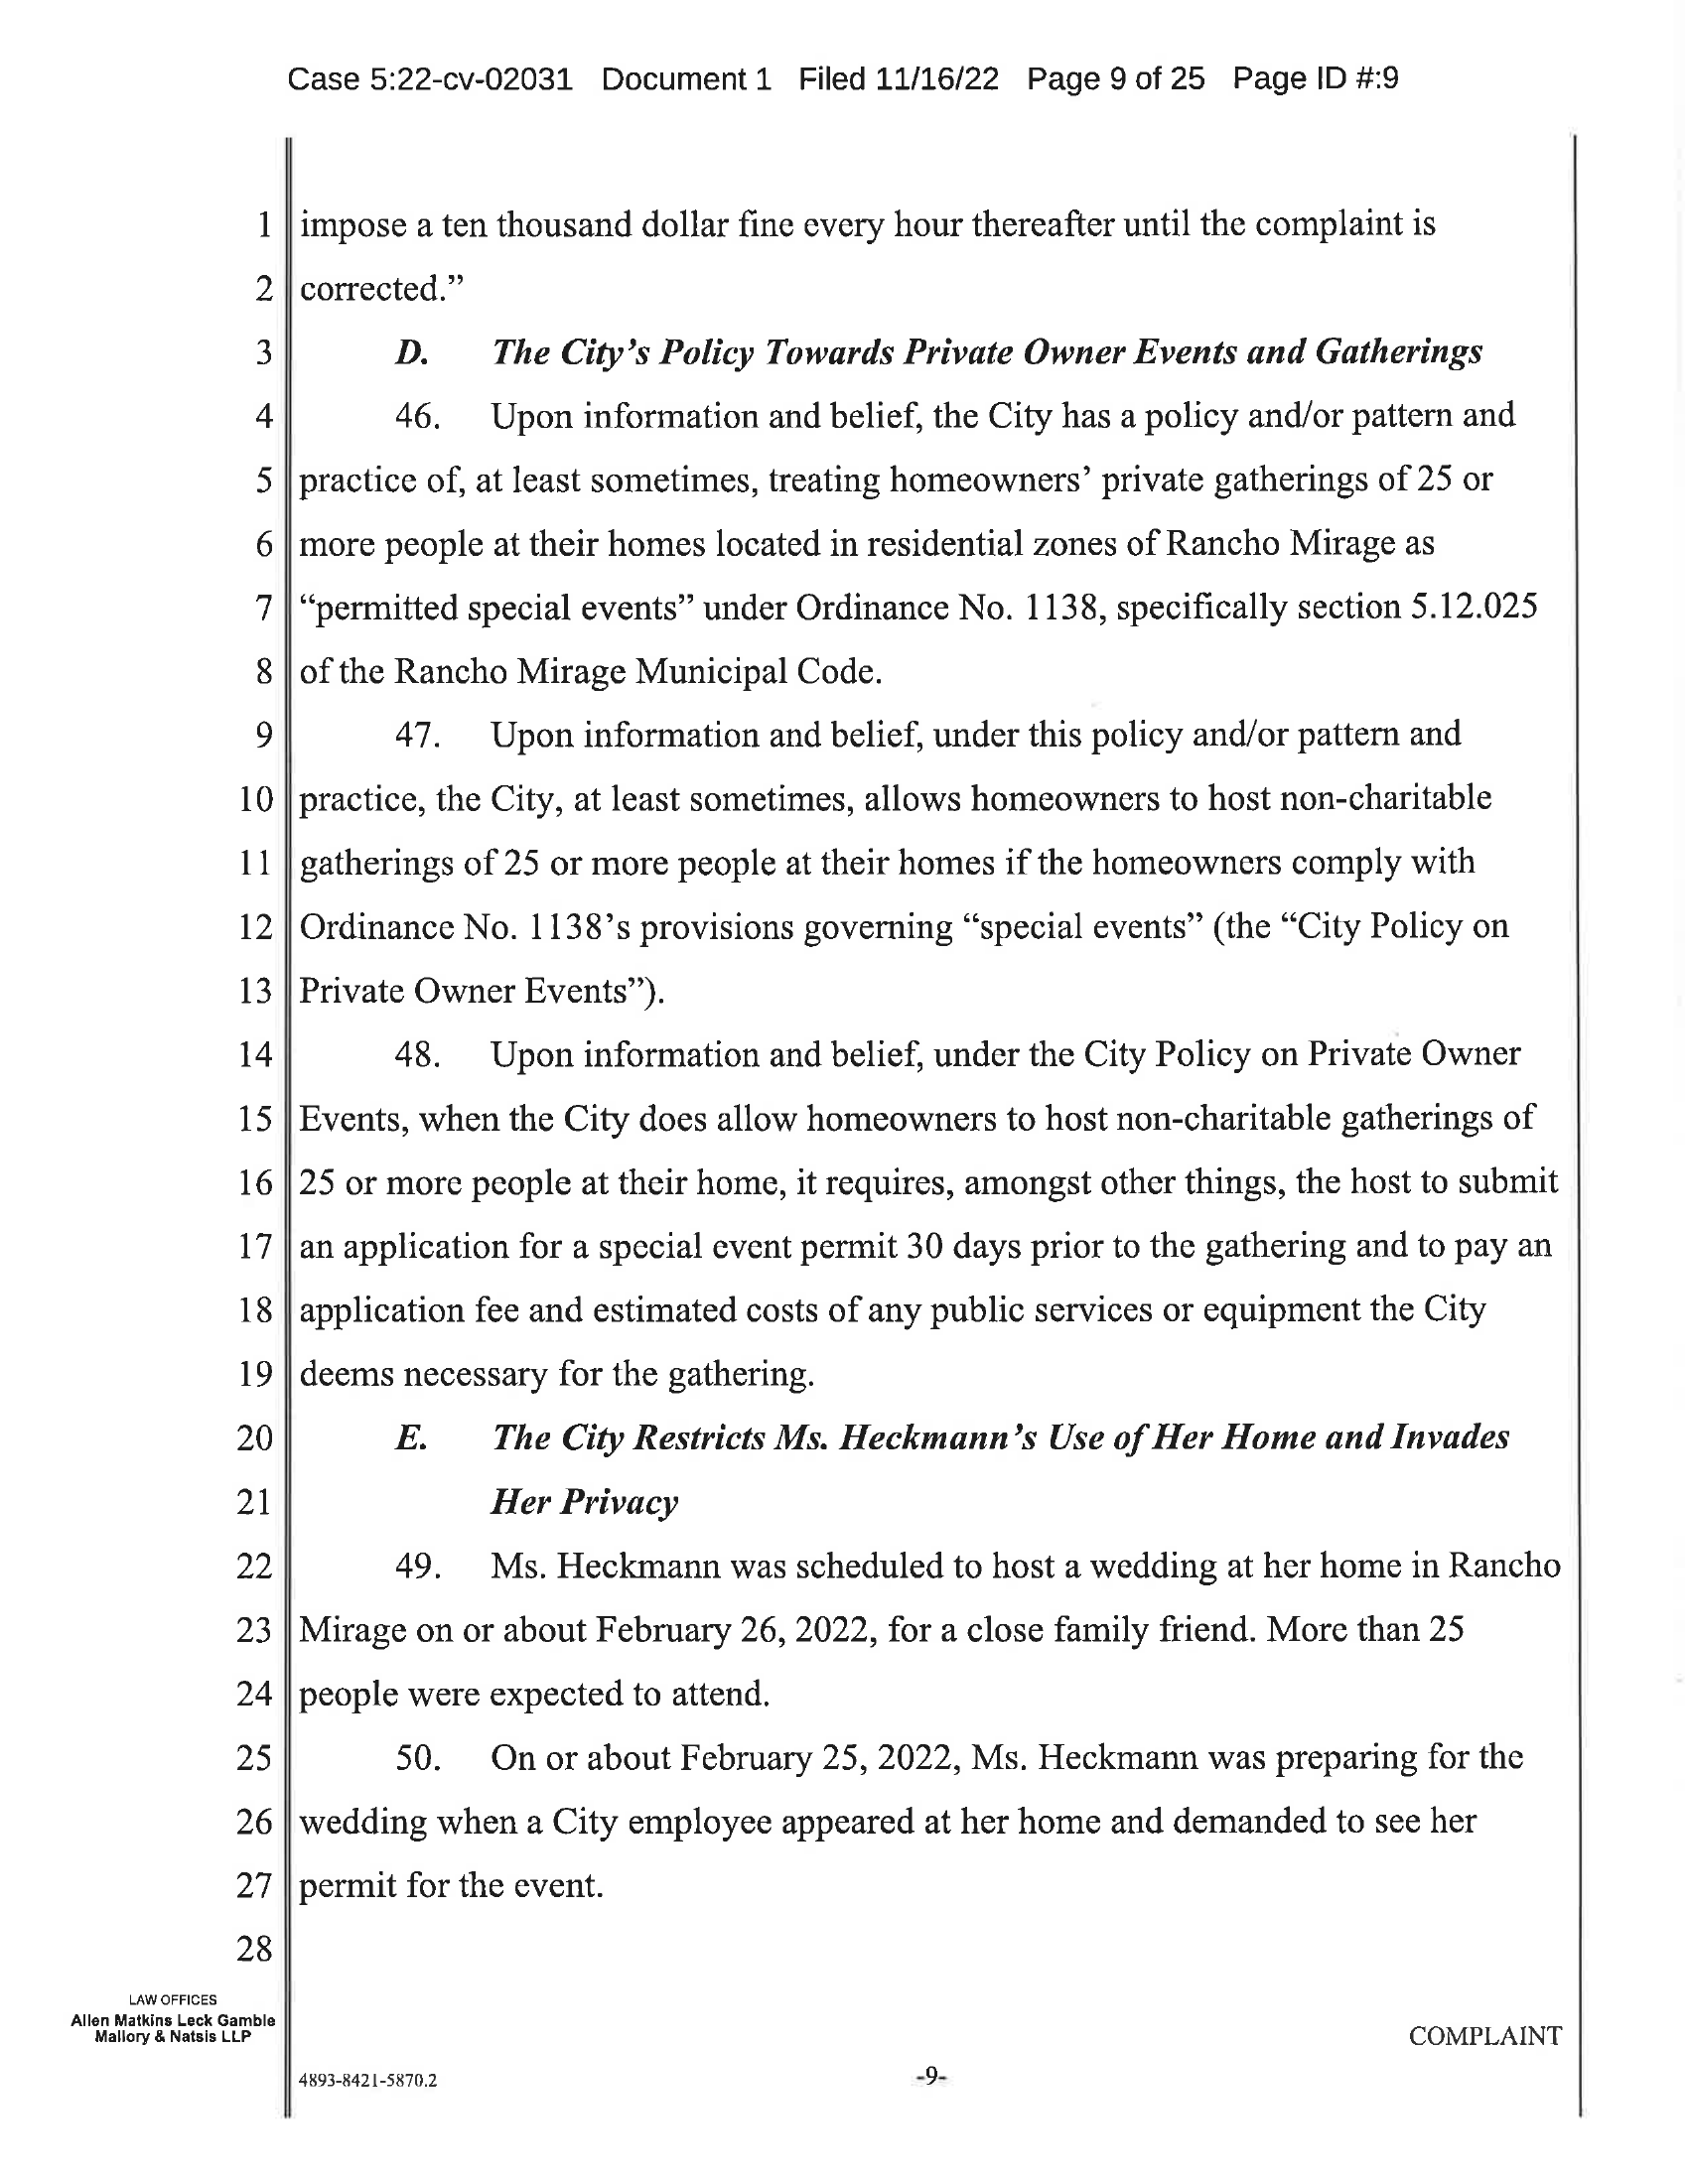 Case 5:22-cv-02031 Document 1 Filed 11/16/22 Page 9 of 25 Page ID #:9
1 impose a ten thousand dollar fine every hour thereafter until the complaint is
2 corrected.”
3 D. The City’s Policy Towards Private Owner Events and Gatherings
4 46. Upon information and belief, the City has a policy and/or pattern and
5 practice of, at least sometimes, treating homeowners’ private gatherings of 25 or
6 more people at their homes located in residential zones of Rancho Mirage as
7 “permitted special events” under Ordinance No. 1138, specifically section 5.12.025
8 of the Rancho Mirage Municipal Code.
9 47. Upon information and belief, under this policy and/or pattern and
10 practice, the City, at least sometimes, allows homeowners to host non-charitable
11 gatherings of 25 or more people at their homes if the homeowners comply with
12 Ordinance No. 1138’s provisions governing “special events” (the “City Policy on
13 Private Owner Events”).
14 48. Upon information and belief, under the City Policy on Private Owner
15 Events, when the City does allow homeowners to host non-charitable gatherings of
16 25 or more people at their home, it requires, amongst other things, the host to submit
17 an application for a special event permit 30 days prior to the gathering and to pay an
18 application fee and estimated costs of any public services or equipment the City
19 deems necessary for the gathering.
20 E. The City Restricts Ms. Heckmann’s Use of Her Home and Invades
21 Her Privacy
22 49. Ms. Heckmann was scheduled to host a wedding at her home in Rancho
23 Mirage on or about February 26, 2022, for a close family friend. More than 25
24 people were expected to attend.
25 50. On or about February 25, 2022, Ms. Heckmann was preparing for the
26 wedding when a City employee appeared at her home and demanded to see her
27 permit for the event.
28
LAW OFFICES
Allen Matkins Leck Gamble
Mallory & Natsis LLP
COMPLAINT
4893-8421-5870.2 -9-